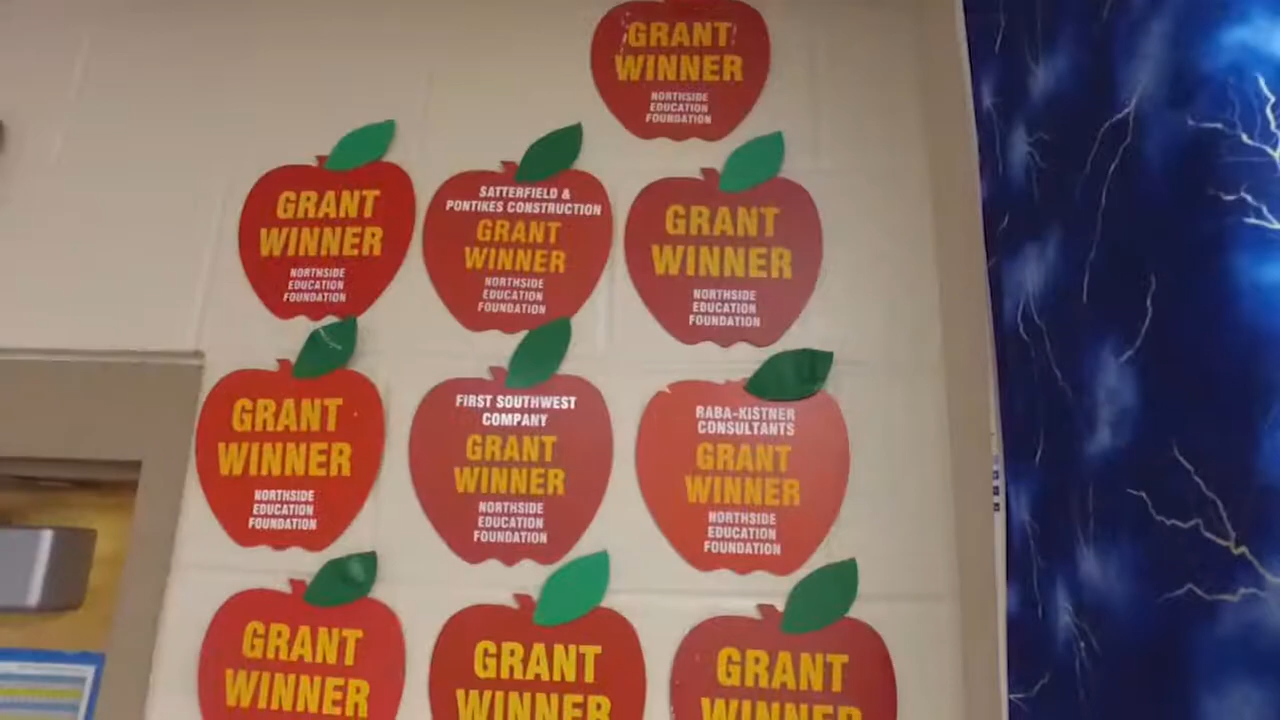 GRANT
WINNER
NORTHSIDE
EDUCATION
FOUNDATION
GRANT
WINNER
NORTHSIDE
EDUCATION
FOUNDATION
SATTERFIELD &
PONTIKES CONSTRUCTION
GRANT
WINNER
NORTHSIDE
EDUCATION
FOUNDATION
GRANT
WINNER
NORTHSIDE
EDUCATION
FOUNDATION
GRANT
WINNER
NORTHSIDE
EDUCATION
FOUNDATION
FIRST SOUTHWEST
COMPANY
GRANT
WINNER
NORTHSIDE
EDUCATION
FOUNDATION
RABA-KISTNER
CONSULTANTS
GRANT
WINNER
NORTHSIDE
EDUCATION
FOUNDATION
GRANT
WINNER
GRANT
WINNER
GRANT
WINNER